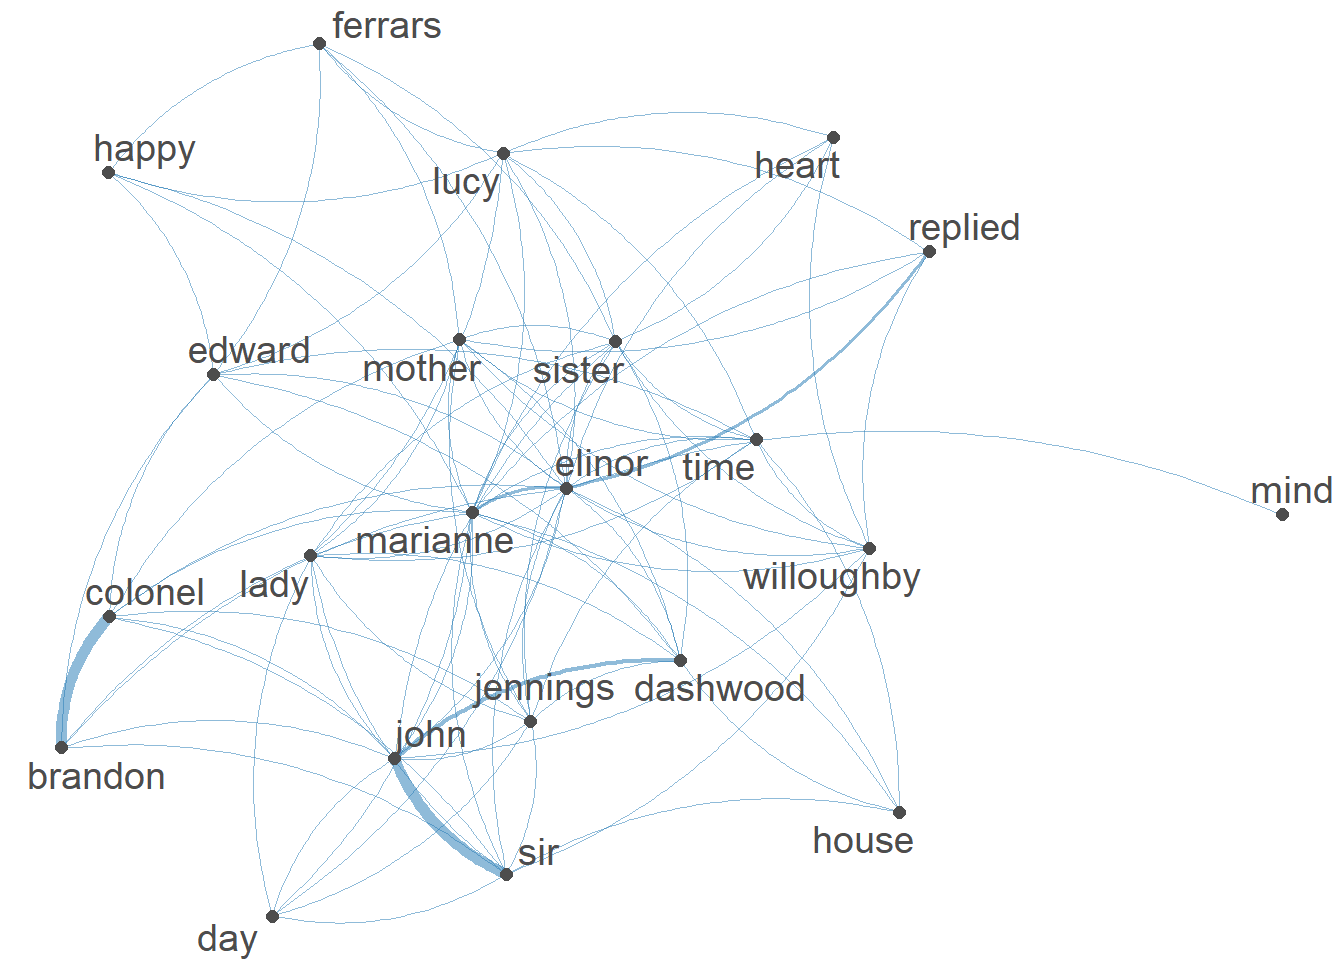 ferrars
happy
lucy
heart
replied
edward
mother
sister
elinor
time
mind
marianne
colonel
lady
willoughby
jennings
dashwood
john
brandon
sir
house
day